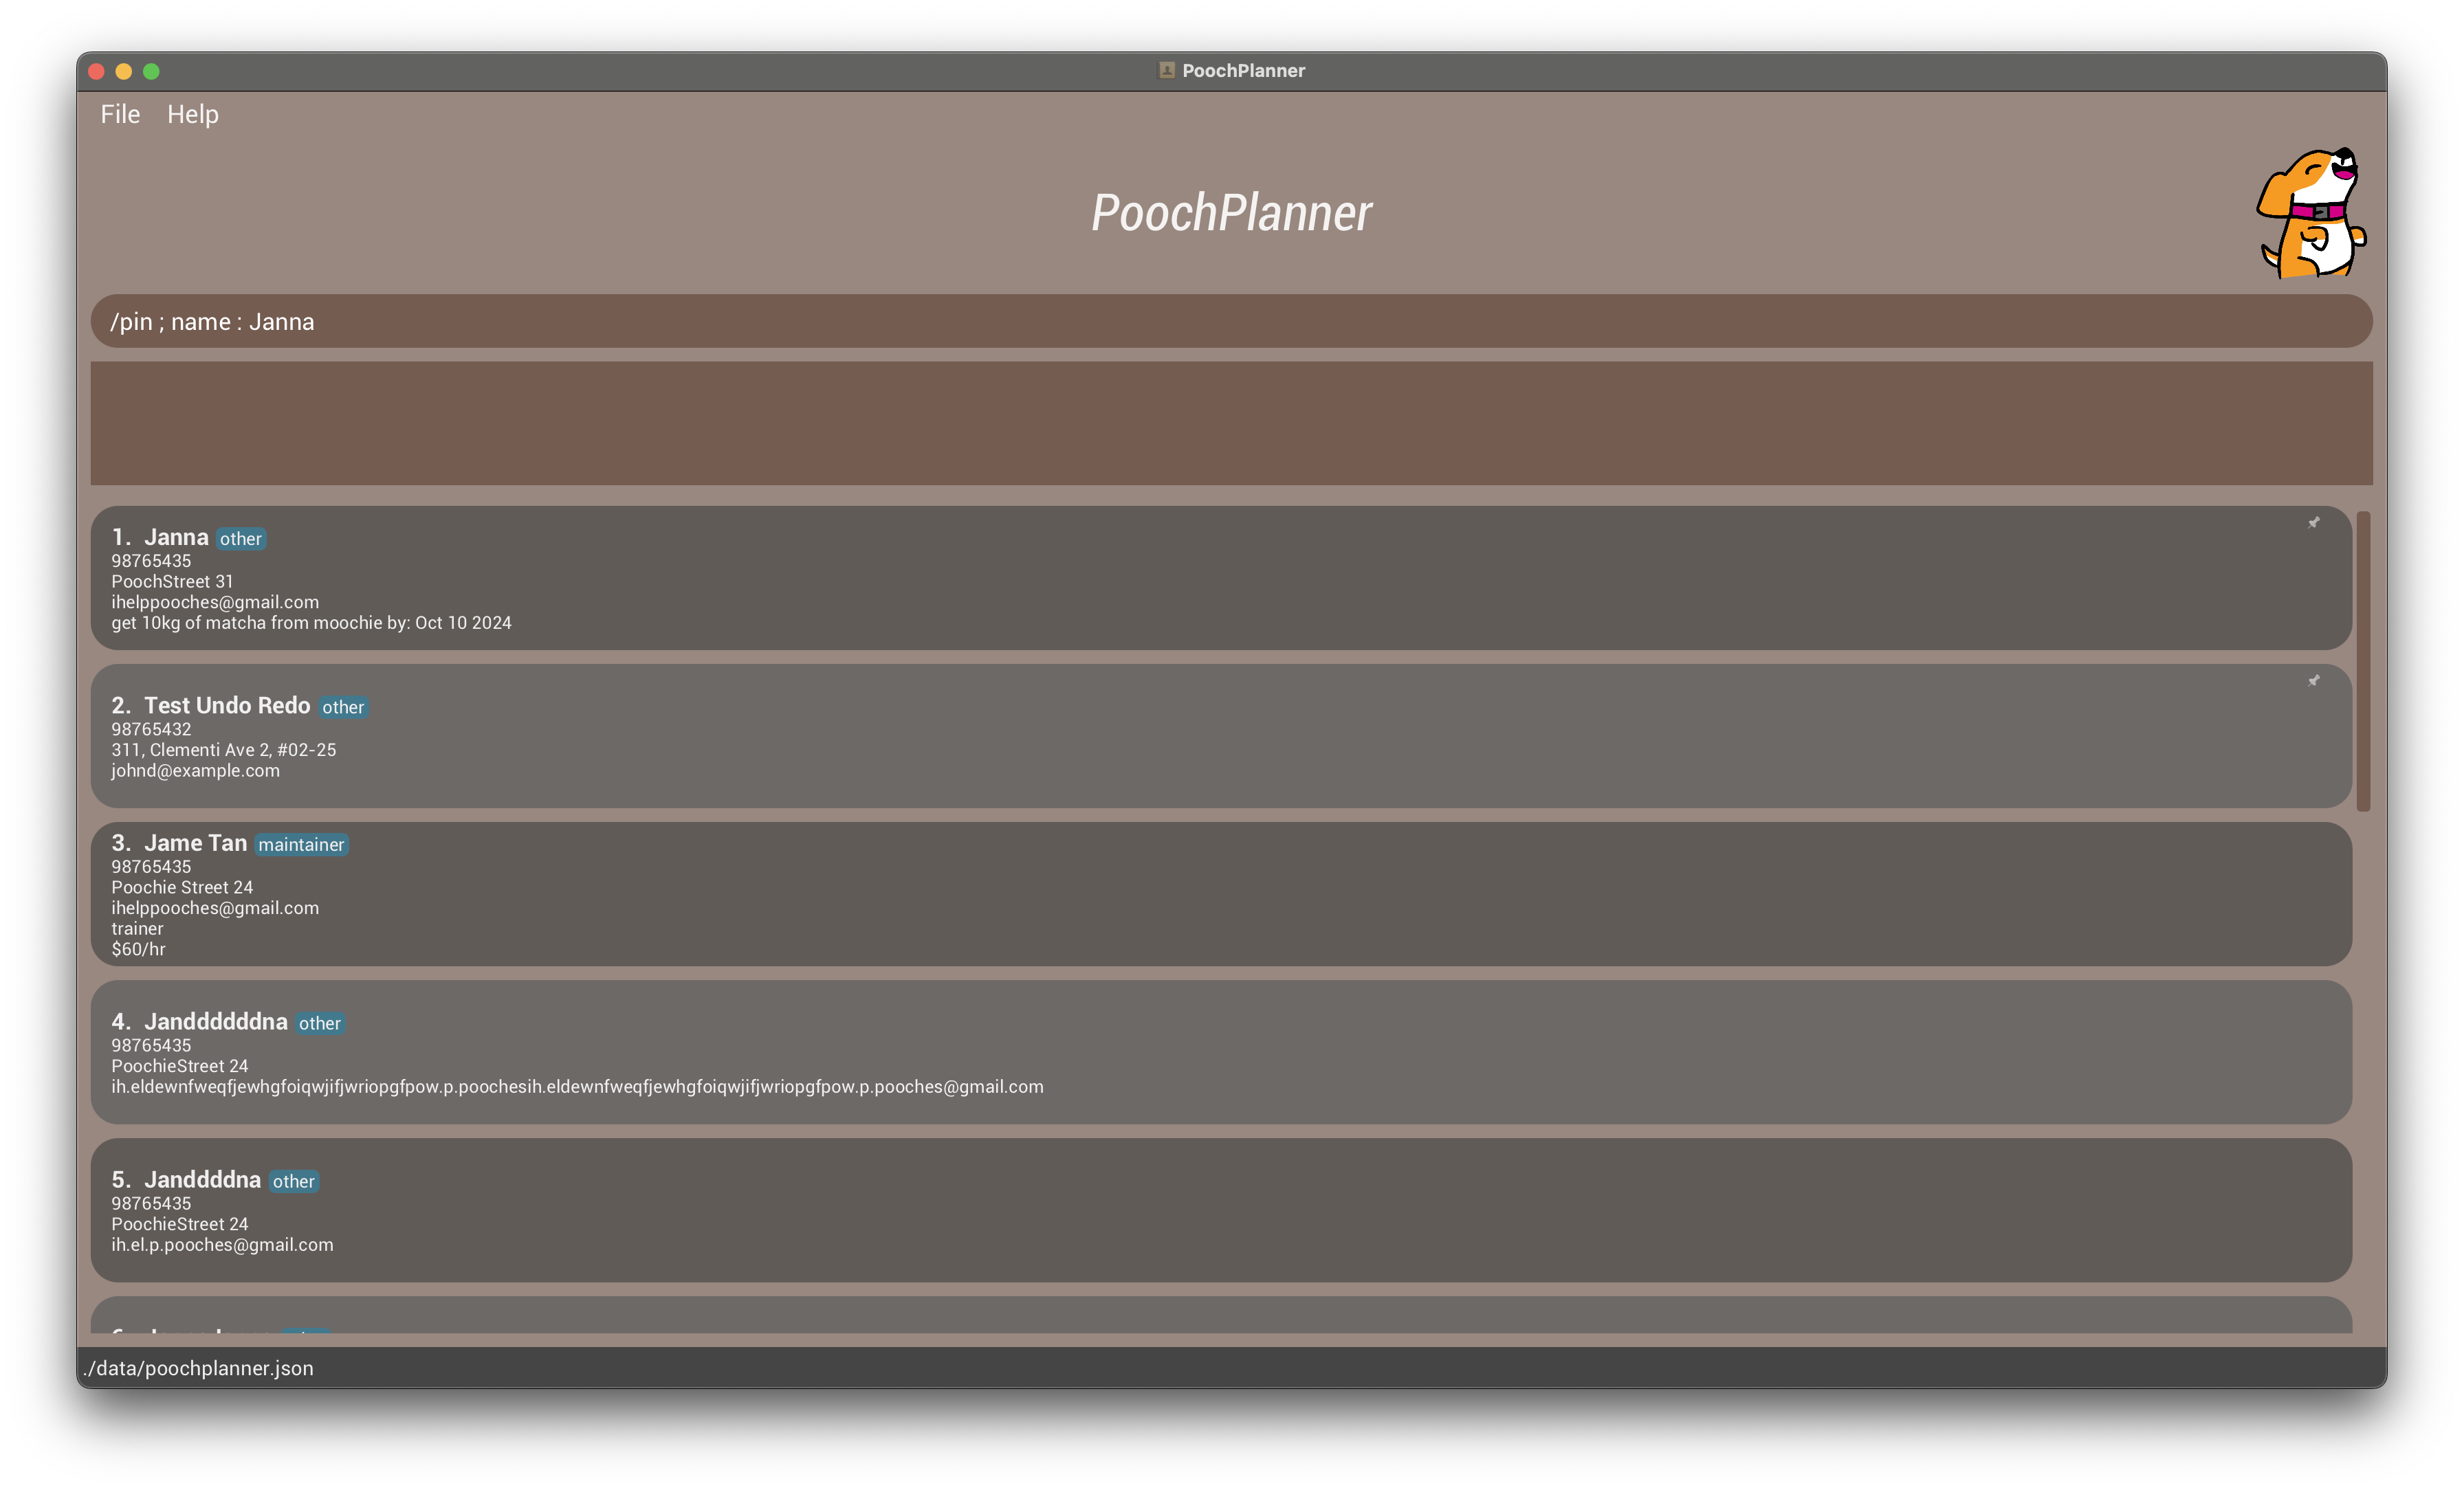 PoochPlanner
File Help
PoochPlanner
/pin ; name : Janna
1. Janna other
98765435
PoochStreet 31
ihelppooches@gmail.com
get 10kg of matcha from moochie by: Oct 10 2024
2. Test Undo Redo other
98765432
311, Clementi Ave 2, #02-25
johnd@example.com
3. Jame Tan maintainer
98765435
Poochie Street 24
ihelppooches@gmail.com
trainer
$60/hr
4. Janddddddna other
98765435
PoochieStreet 24
ih.eldewnfweqfjewhgfoiqwjifjwriopgfpow.p.poochesih.eldewnfweqfjewhgfoiqwjifjwriopgfpow.p.pooches@gmail.com
5. Janddddna other
98765435
PoochieStreet 24
ih.el.p.pooches@gmail.com
./data/poochplanner.json